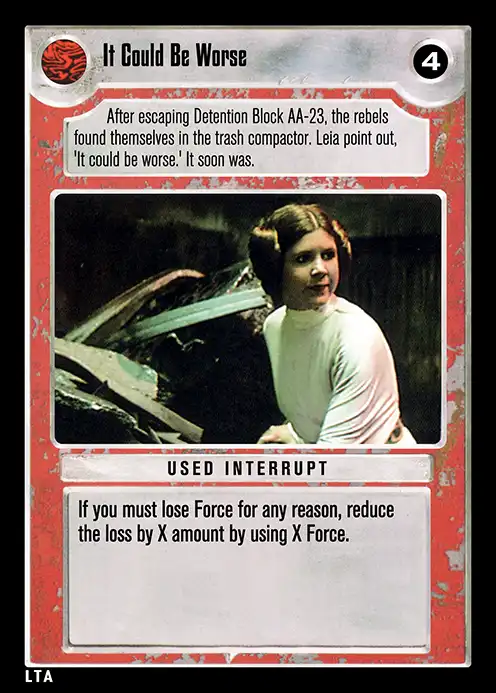 It Could Be Worse
4
After escaping Detention Block AA-23, the rebels
found themselves in the trash compactor. Leia point out,
'It could be worse.' It soon was.
USED INTERRUPT
If you must lose Force for any reason, reduce
the loss by X amount by using X Force.
LTA